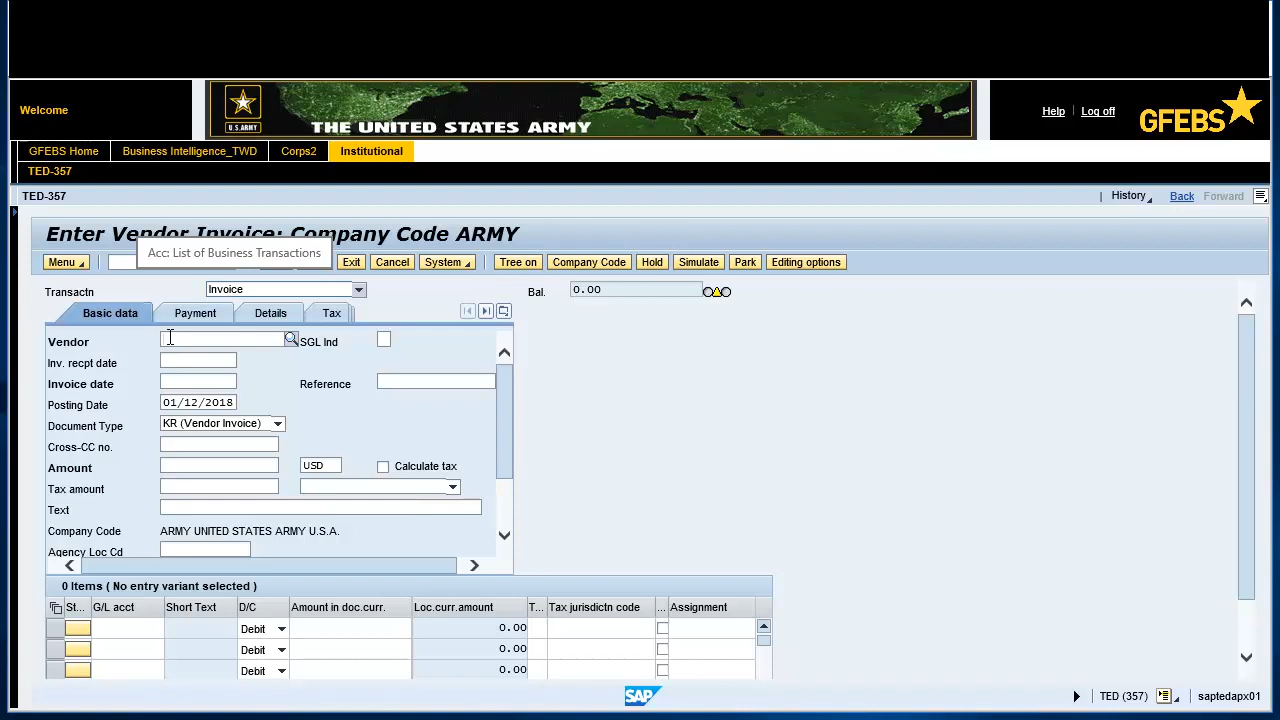 Welcome
U.S.ARMY
THE UNITED STATES ARMY
Help | Log off
GFEBS
GFEBS Home
Business Intelligence_TWD
Corps2
Institutional
TED-357
TED-357
History
Back
Forward
Enter Vendor Invoice: Company Code ARMY
Acc: List of Business Transactions
Menu
Exit
Cancel
System
Tree on
Company Code
Hold
Simulate
Park
Editing options
Transactn Invoice
Bal. 0.00
Basic data
Payment
Details
Tax
Vendor
SGL Ind
Inv. recpt date
Invoice date
Reference
Posting Date 01/12/2018
Document Type KR (Vendor Invoice)
Cross-CC no.
Amount USD Calculate tax
Tax amount
Text
Company Code ARMY UNITED STATES ARMY U.S.A.
Agency Loc Cd
0 Items ( No entry variant selected )
St... G/L acct Short Text D/C Amount in doc.curr. Loc.curr.amount T... Tax jurisdictn code ... Assignment
Debit 0.00
Debit 0.00
Debit 0.00
SAP
TED (357)
saptedapx01